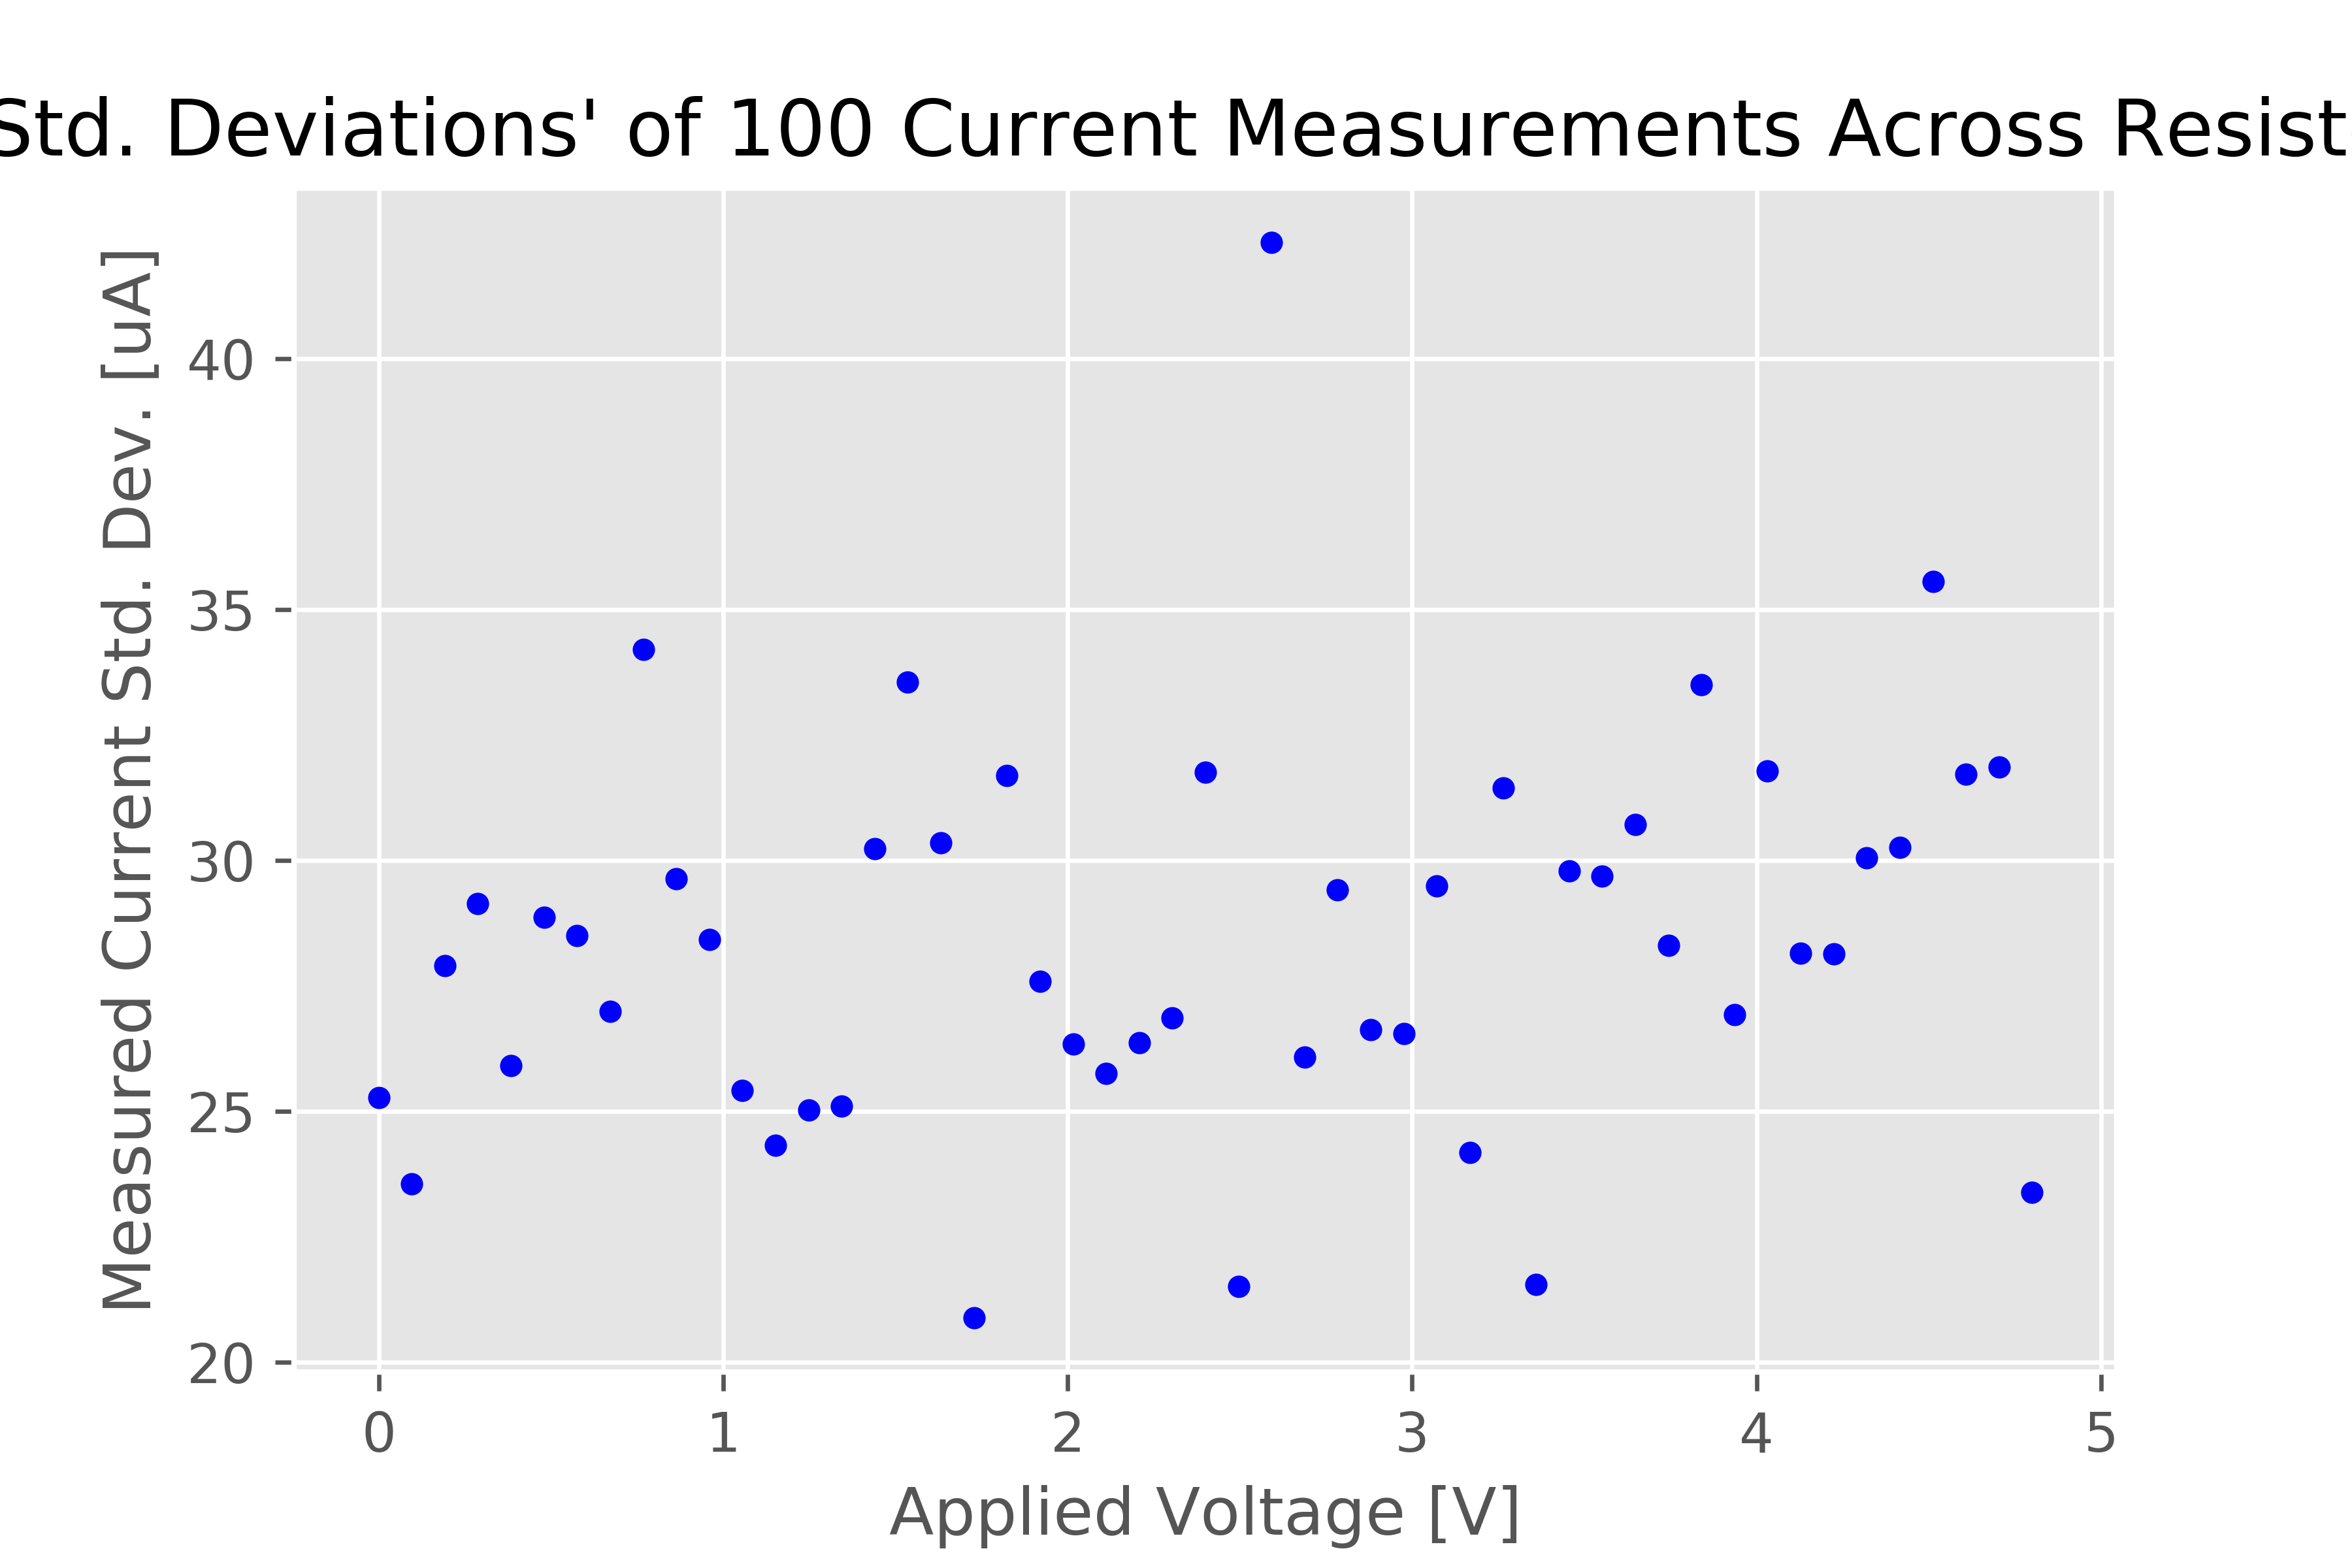 Std. Deviations' of 100 Current Measurements Across Resist
Measured Current Std. Dev. [uA]
40
35
30
25
20
0 1 2 3 4 5
Applied Voltage [V]